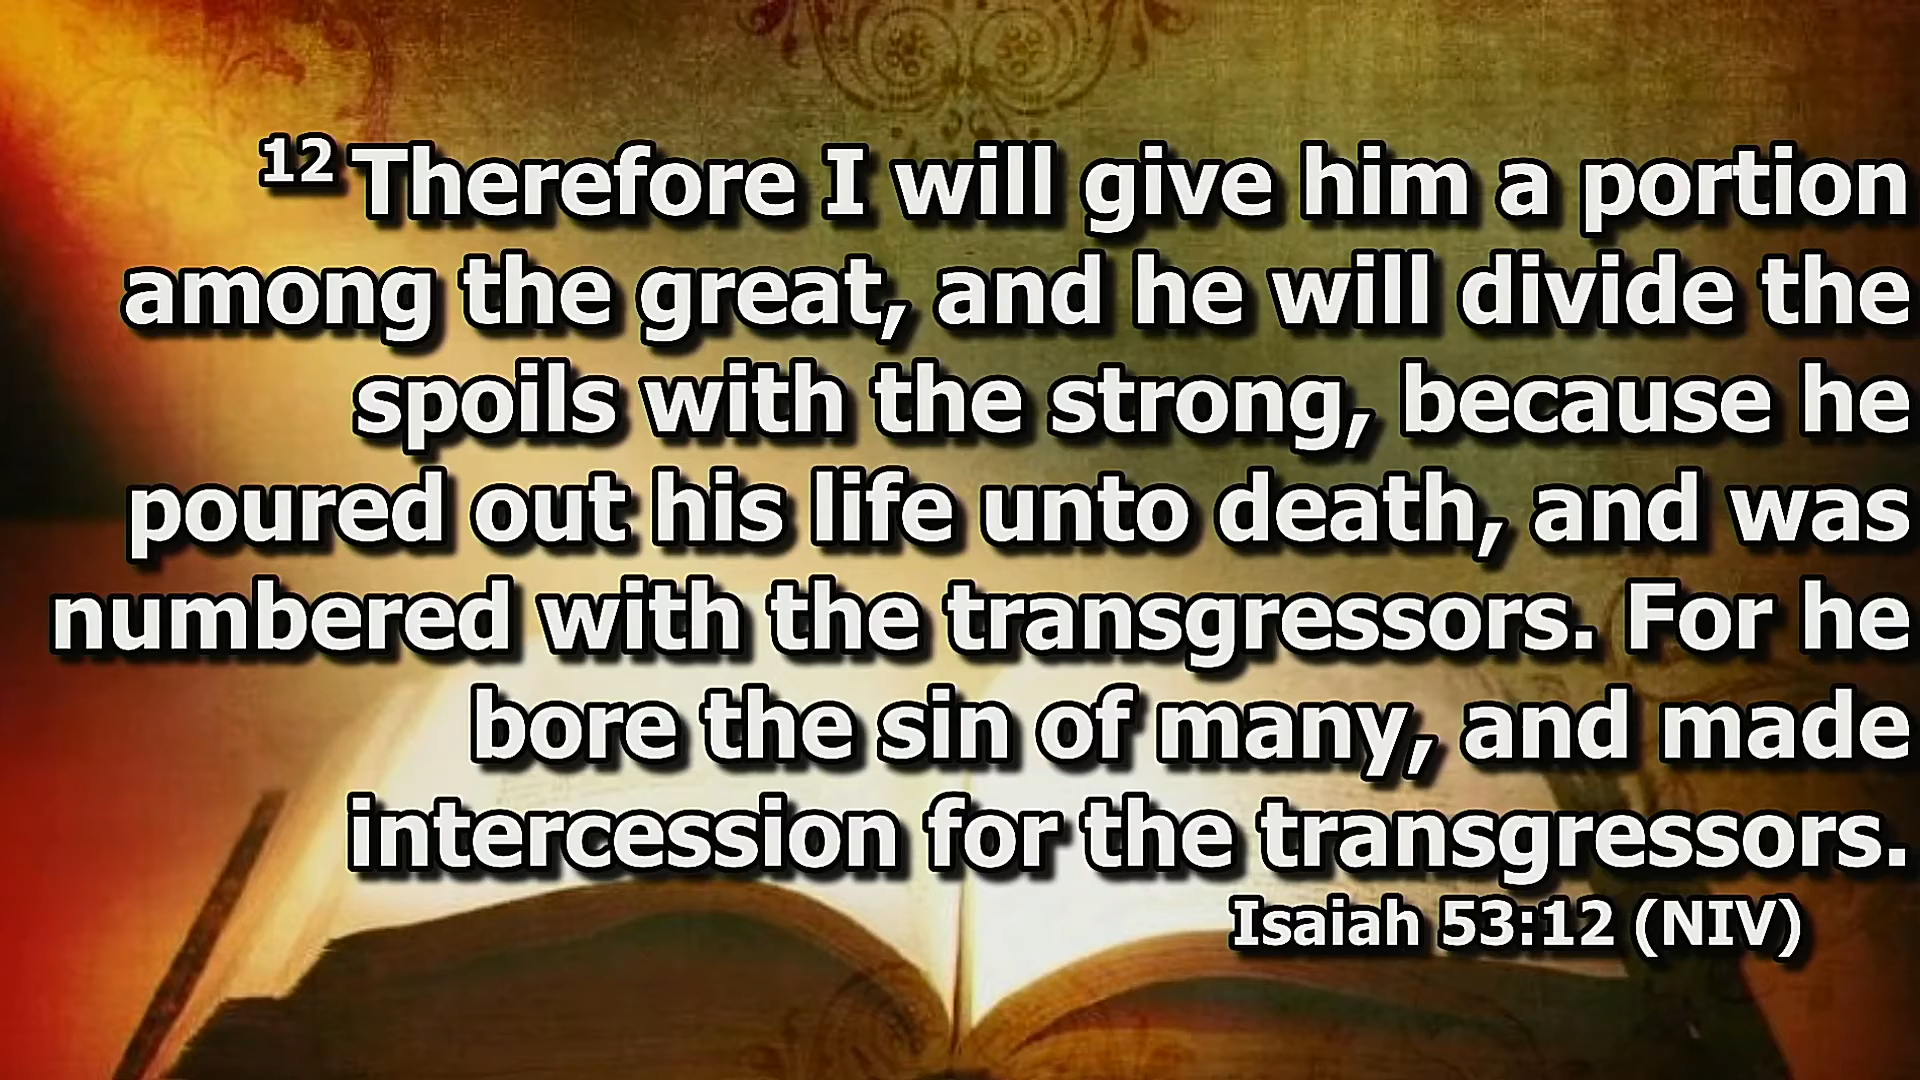 12 Therefore I will give him a portion
among the great, and he will divide the
spoils with the strong, because he
poured out his life unto death, and was
numbered with the transgressors. For he
bore the sin of many, and made
intercession for the transgressors.
Isaiah 53:12 (NIV)